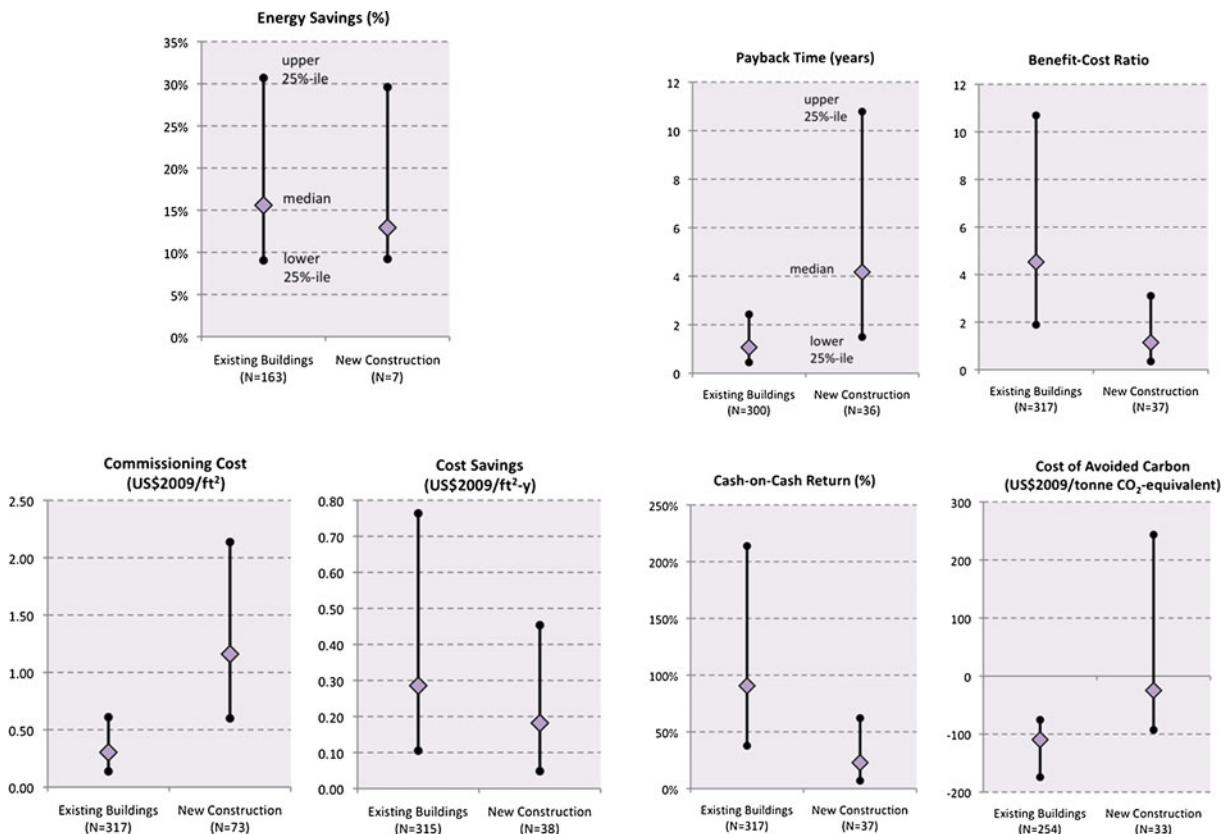 Energy Savings (%)
35%
30%
25%
20%
15%
10%
5%
0%
upper
25%-ile
median
lower
25%-ile
Existing Buildings
(N=163)
New Construction
(N=7)
Payback Time (years)
12
10
8
6
4
2
0
upper
25%-ile
median
lower
25%-ile
Existing Buildings
(N=300)
New Construction
(N=36)
Benefit-Cost Ratio
12
10
8
6
4
2
0
Existing Buildings
(N=317)
New Construction
(N=37)
Commissioning Cost
(US$2009/ft²)
2.50
2.00
1.50
1.00
0.50
0.00
Existing Buildings
(N=317)
New Construction
(N=73)
Cost Savings
(US$2009/ft²-y)
0.80
0.70
0.60
0.50
0.40
0.30
0.20
0.10
0.00
Existing Buildings
(N=315)
New Construction
(N=38)
Cash-on-Cash Return (%)
250%
200%
150%
100%
50%
0%
Existing Buildings
(N=317)
New Construction
(N=37)
Cost of Avoided Carbon
(US$2009/tonne CO₂-equivalent)
300
200
100
0
-100
-200
Existing Buildings
(N=254)
New Construction
(N=33)